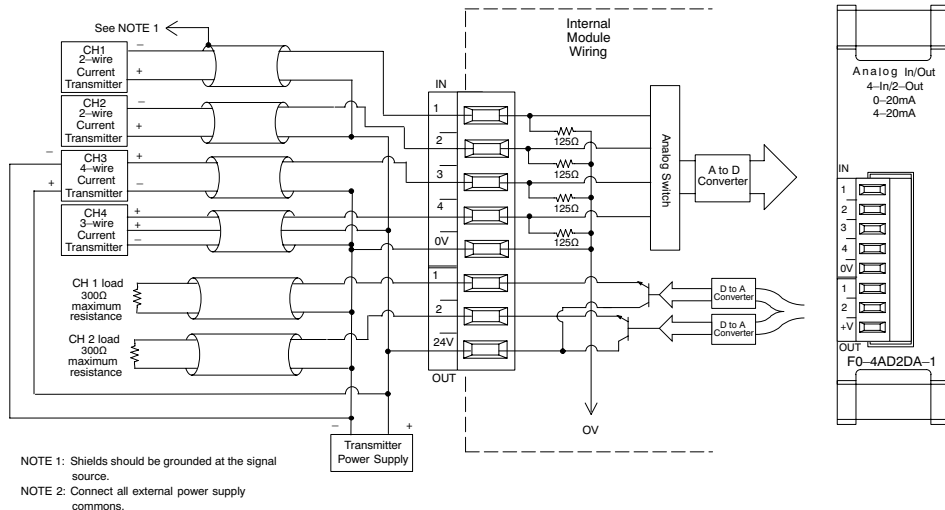 See NOTE 1
CH1
2–wire
Current
Transmitter
–
+
CH2
2–wire
Current
Transmitter
–
+
–
+
CH3
4–wire
Current
Transmitter
+
–
CH4
3–wire
Current
Transmitter
+
+
–
CH 1 load
300Ω
maximum
resistance
CH 2 load
300Ω
maximum
resistance
–
+
Transmitter
Power Supply
NOTE 1: Shields should be grounded at the signal
source.
NOTE 2: Connect all external power supply
commons.
IN
1
2
3
4
0V
1
2
24V
OUT
Internal
Module
Wiring
125Ω
125Ω
125Ω
125Ω
Analog Switch
A to D
Converter
D to A
Converter
D to A
Converter
OV
Analog In/Out
4–In/2–Out
0–20mA
4–20mA
IN
1
2
3
4
0V
1
2
+V
OUT
F0–4AD2DA–1